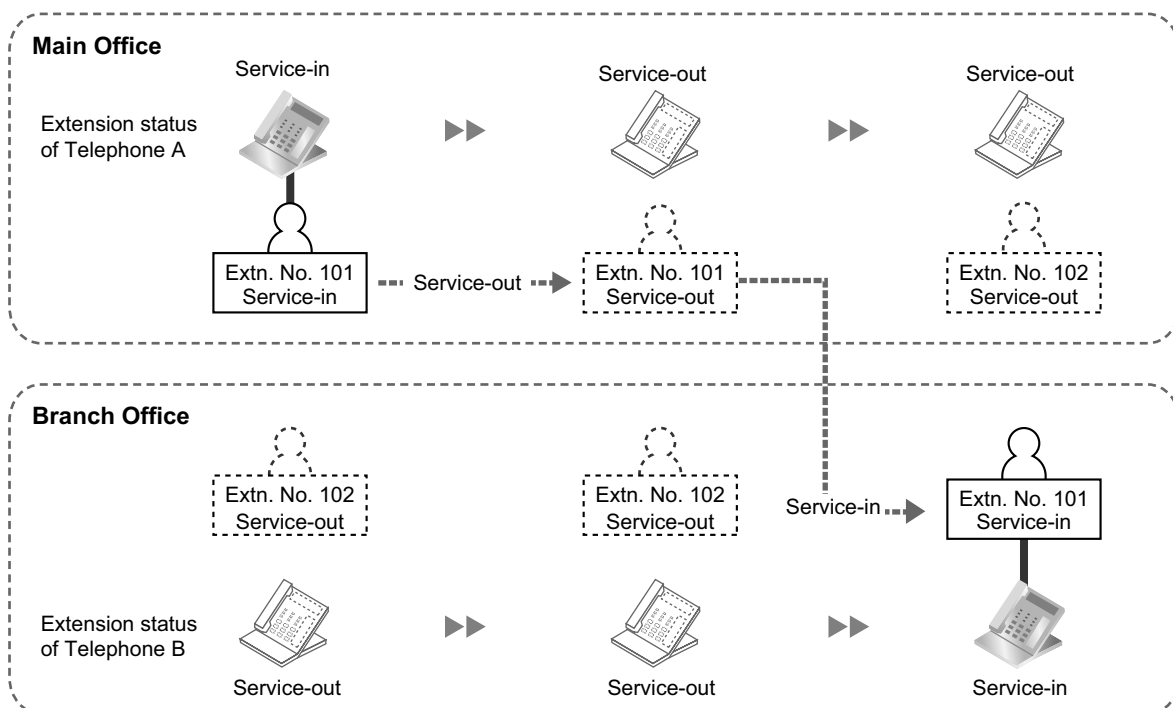 Main Office
Service-in
Service-out
Service-out
Extension status
of Telephone A
Extn. No. 101
Service-in
Service-out
Extn. No. 101
Service-out
Extn. No. 102
Service-out
Branch Office
Extn. No. 102
Service-out
Extn. No. 102
Service-out
Service-in
Extn. No. 101
Service-in
Extension status
of Telephone B
Service-out
Service-out
Service-in